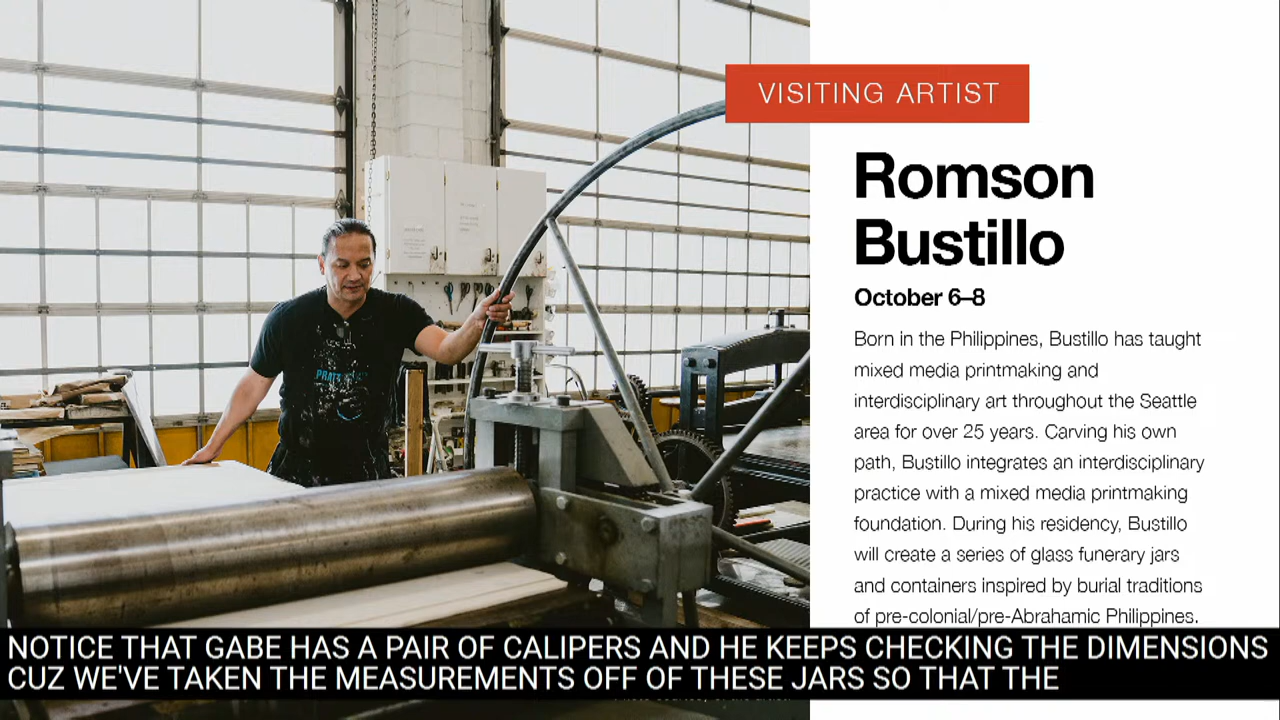 VISITING ARTIST
Romson
Bustillo
October 6–8
Born in the Philippines, Bustillo has taught
mixed media printmaking and
interdisciplinary art throughout the Seattle
area for over 25 years. Carving his own
path, Bustillo integrates an interdisciplinary
practice with a mixed media printmaking
foundation. During his residency, Bustillo
will create a series of glass funerary jars
and containers inspired by burial traditions
of pre-colonial/pre-Abrahamic Philippines.
NOTICE THAT GABE HAS A PAIR OF CALIPERS AND HE KEEPS CHECKING THE DIMENSIONS
CUZ WE'VE TAKEN THE MEASUREMENTS OFF OF THESE JARS SO THAT THE